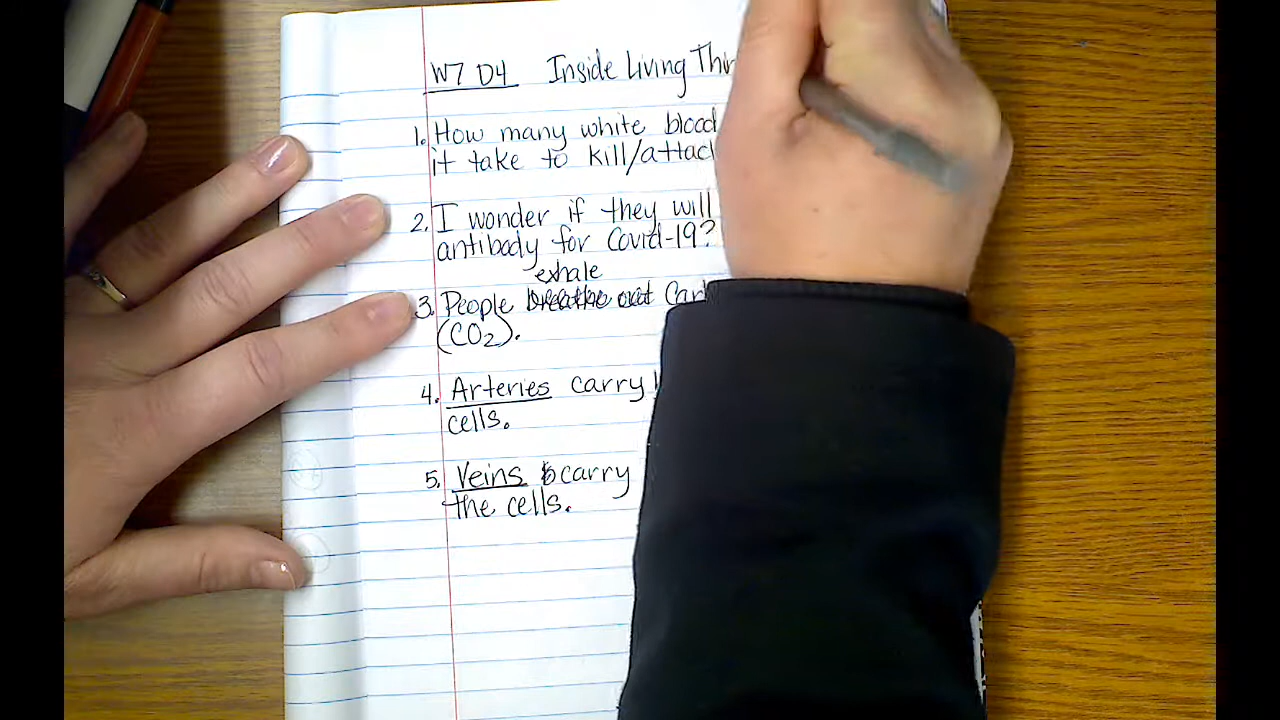 W7 D4 Inside Living Thin
1. How many white blood
it take to kill/attack
2. I wonder if they will
antibody for Covid-19?
exhale
3. People breathe out Car
(CO2).
4. Arteries carry
cells.
5. Veins carry
the cells.